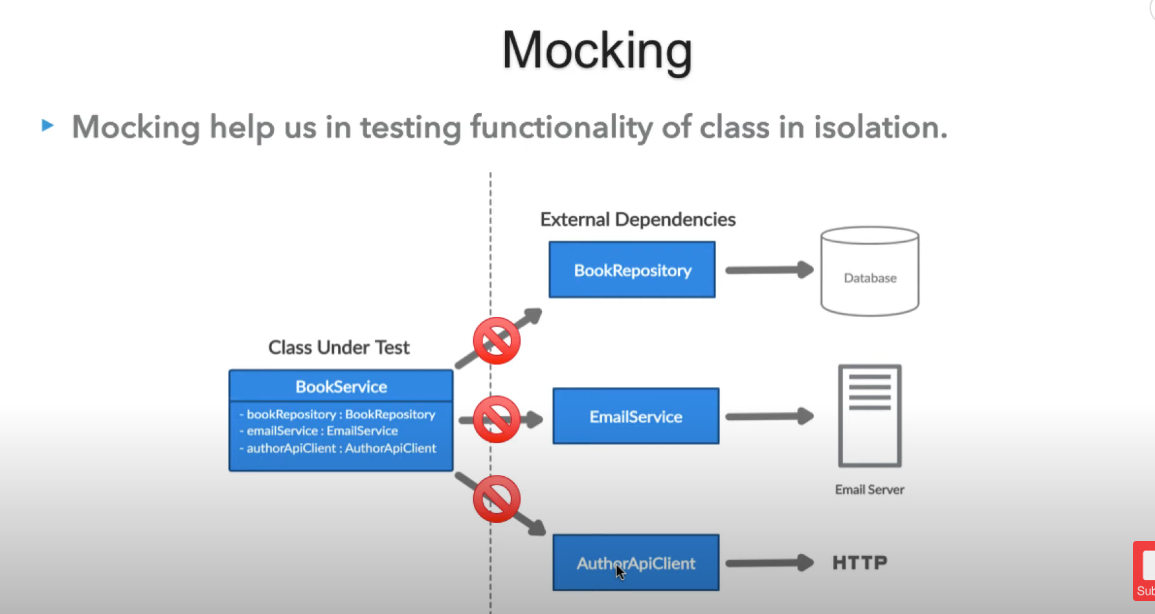 Mocking
Mocking help us in testing functionality of class in isolation.
External Dependencies
BookRepository
Database
Class Under Test
BookService
- bookRepository : BookRepository
- emailService : EmailService
- authorApiClient : AuthorApiClient
EmailService
Email Server
AuthorApiClient
HTTP